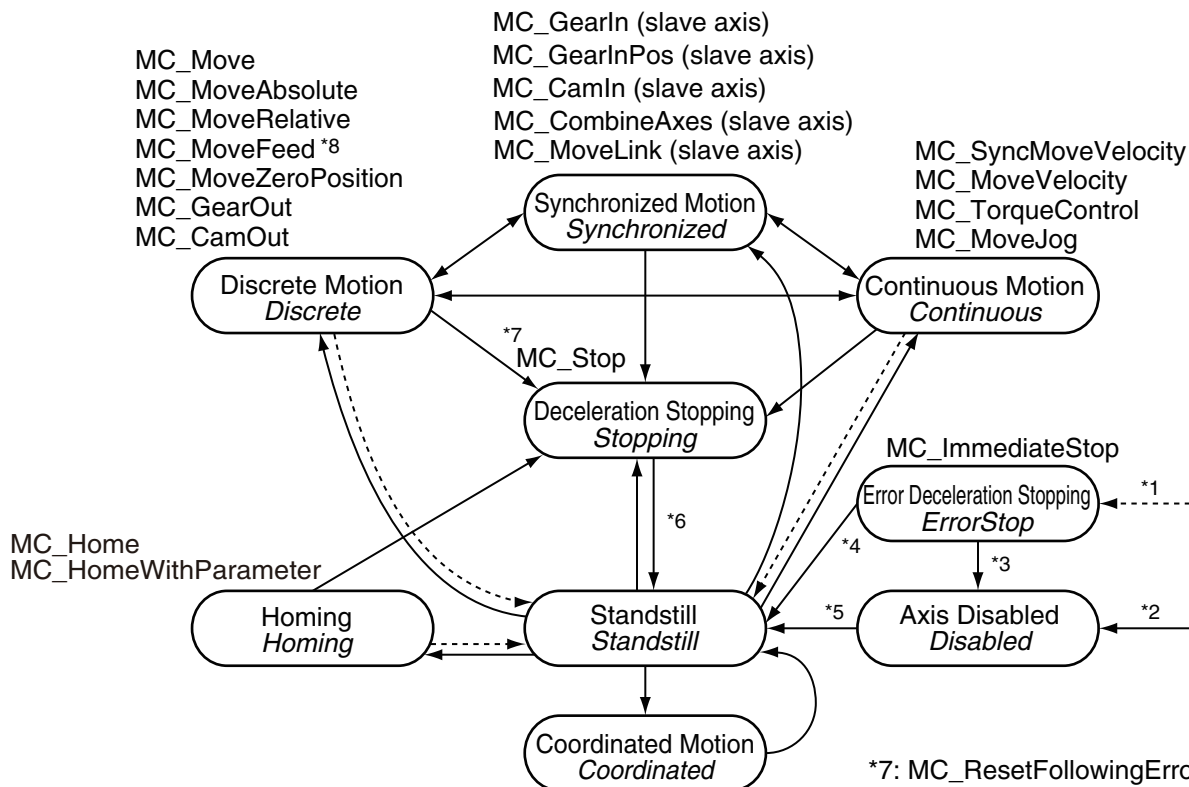 MC_GearIn (slave axis)
MC_GearInPos (slave axis)
MC_CamIn (slave axis)
MC_CombineAxes (slave axis)
MC_MoveLink (slave axis)
MC_Move
MC_MoveAbsolute
MC_MoveRelative
MC_MoveFeed *8
MC_MoveZeroPosition
MC_GearOut
MC_CamOut
MC_SyncMoveVelocity
MC_MoveVelocity
MC_TorqueControl
MC_MoveJog
Synchronized Motion
Synchronized
Discrete Motion
Discrete
Continuous Motion
Continuous
*7
MC_Stop
Deceleration Stopping
Stopping
MC_ImmediateStop
Error Deceleration Stopping
ErrorStop
*1
*6
*4
*3
MC_Home
MC_HomeWithParameter
Homing
Homing
Standstill
Standstill
*5
Axis Disabled
Disabled
*2
Coordinated Motion
Coordinated
*7: MC_ResetFollowingErro